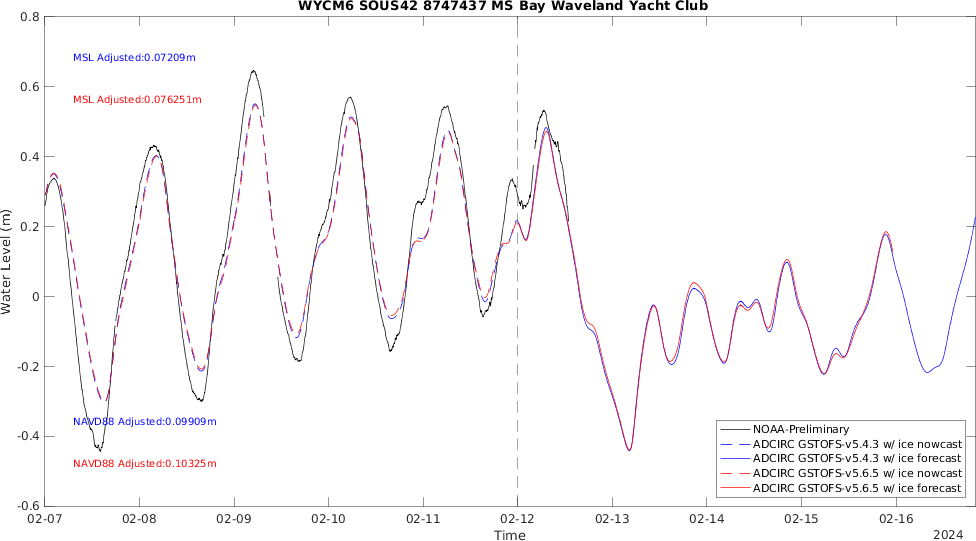 WYCM6 SOUS42 8747437 MS Bay Waveland Yacht Club
0.8
0.6
0.4
0.2
0
-0.2
-0.4
-0.6
Water Level (m)
MSL Adjusted:0.07209m
MSL Adjusted:0.076251m
NAVD88 Adjusted:0.09909m
NAVD88 Adjusted:0.10325m
NOAA-Preliminary
ADCIRC GSTOFS-v5.4.3 w/ ice nowcast
ADCIRC GSTOFS-v5.4.3 w/ ice forecast
ADCIRC GSTOFS-v5.6.5 w/ ice nowcast
ADCIRC GSTOFS-v5.6.5 w/ ice forecast
02-07 02-08 02-09 02-10 02-11 02-12 02-13 02-14 02-15 02-16
Time
2024